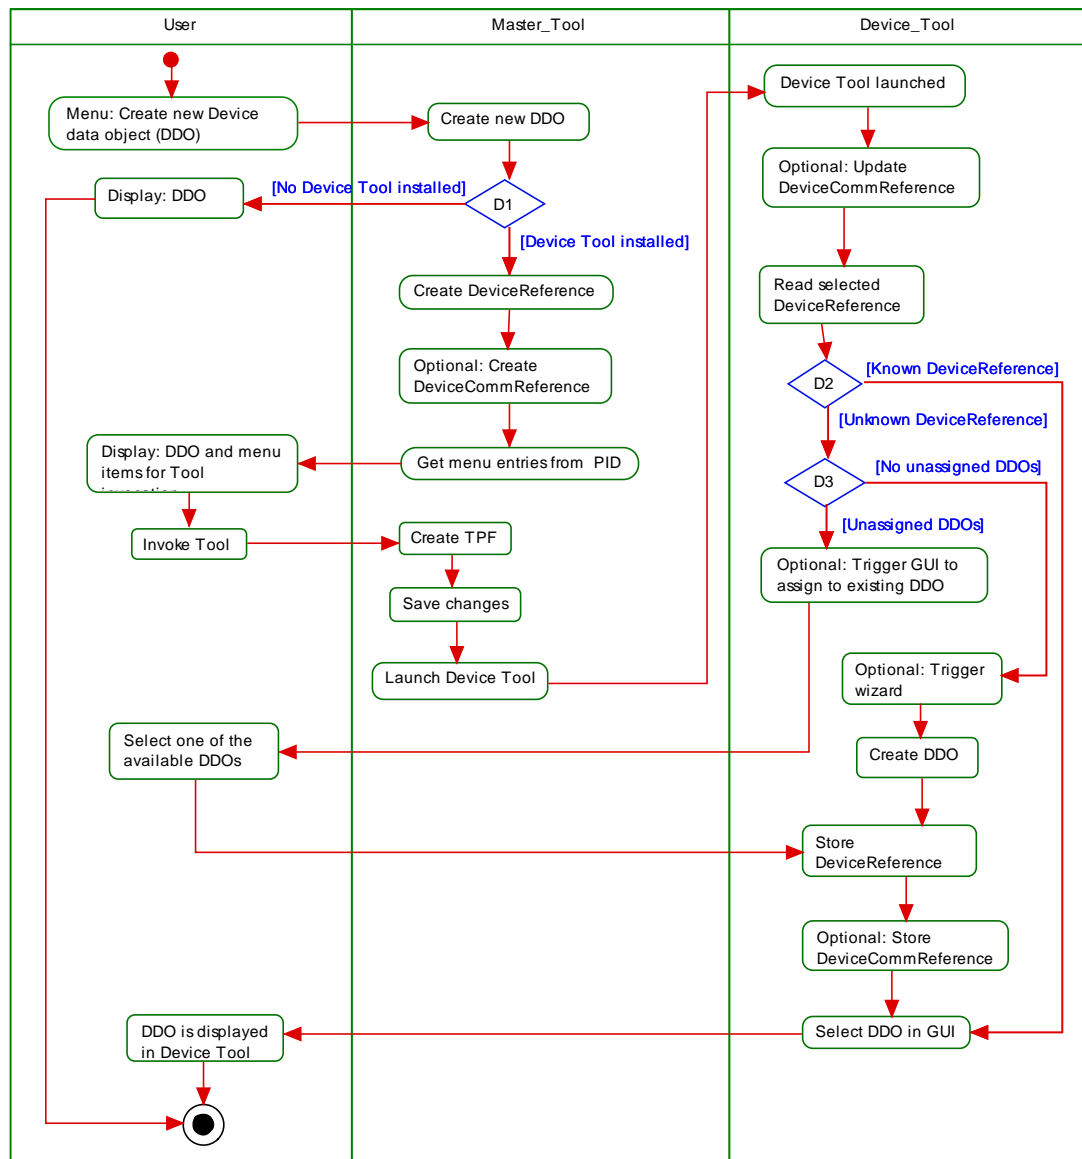 User
Master_Tool
Device_Tool
Menu: Create new Device
data object (DDO)
Create new DDO
Device Tool launched
Optional: Update
DeviceCommReference
Display: DDO
[No Device Tool installed]
D1
[Device Tool installed]
Create DeviceReference
Read selected
DeviceReference
Optional: Create
DeviceCommReference
D2
[Known DeviceReference]
[Unknown DeviceReference]
Display: DDO and menu
items for Tool
Get menu entries from PID
D3
[No unassigned DDOs]
[Unassigned DDOs]
Invoke Tool
Create TPF
Optional: Trigger GUI to
assign to existing DDO
Save changes
Launch Device Tool
Optional: Trigger
wizard
Select one of the
available DDOs
Create DDO
Store
DeviceReference
Optional: Store
DeviceCommReference
DDO is displayed
in Device Tool
Select DDO in GUI